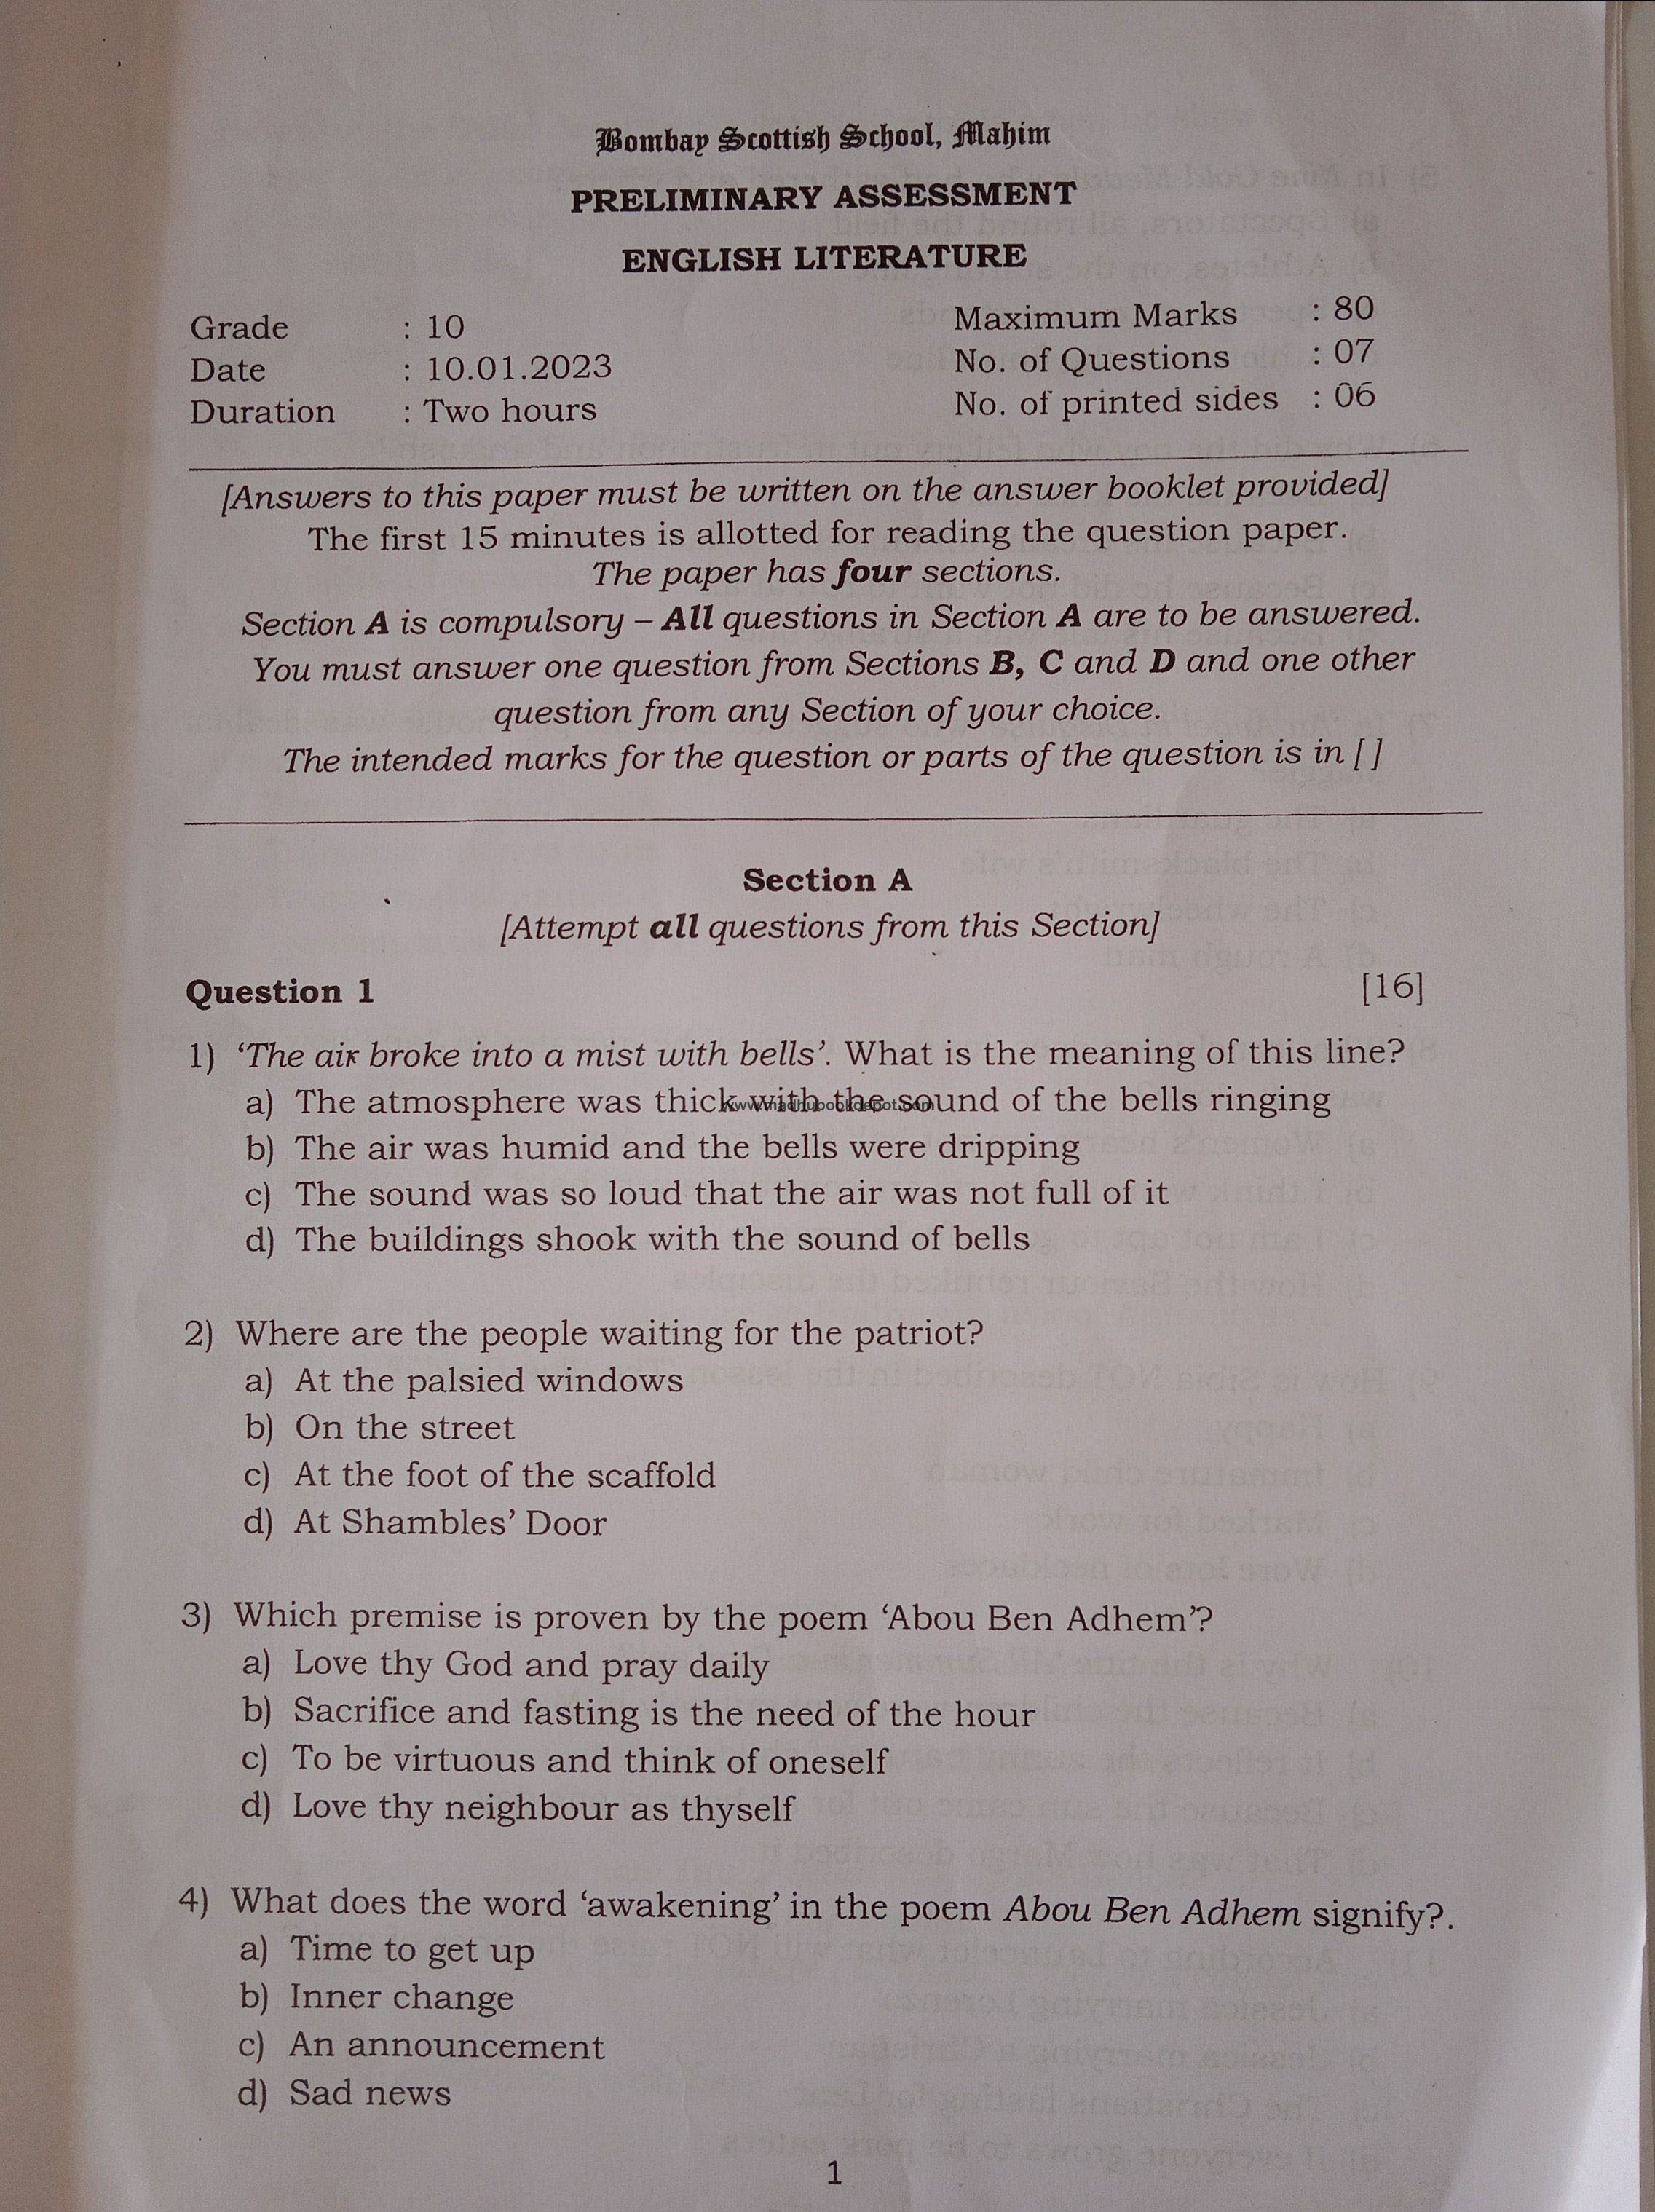 Bombay Scottish School, Mahim
PRELIMINARY ASSESSMENT
ENGLISH LITERATURE
Grade : 10 Maximum Marks : 80
Date : 10.01.2023 No. of Questions : 07
Duration : Two hours No. of printed sides : 06
[Answers to this paper must be written on the answer booklet provided]
The first 15 minutes is allotted for reading the question paper.
The paper has four sections.
Section A is compulsory – All questions in Section A are to be answered.
You must answer one question from Sections B, C and D and one other
question from any Section of your choice.
The intended marks for the question or parts of the question is in [ ]
Section A
[Attempt all questions from this Section]
Question 1 [16]
1) ‘The air broke into a mist with bells’. What is the meaning of this line?
a) The atmosphere was thick with the sound of the bells ringing
www.madhubookdepot.com
b) The air was humid and the bells were dripping
c) The sound was so loud that the air was not full of it
d) The buildings shook with the sound of bells
2) Where are the people waiting for the patriot?
a) At the palsied windows
b) On the street
c) At the foot of the scaffold
d) At Shambles’ Door
3) Which premise is proven by the poem ‘Abou Ben Adhem’?
a) Love thy God and pray daily
b) Sacrifice and fasting is the need of the hour
c) To be virtuous and think of oneself
d) Love thy neighbour as thyself
4) What does the word ‘awakening’ in the poem Abou Ben Adhem signify?.
a) Time to get up
b) Inner change
c) An announcement
d) Sad news
1